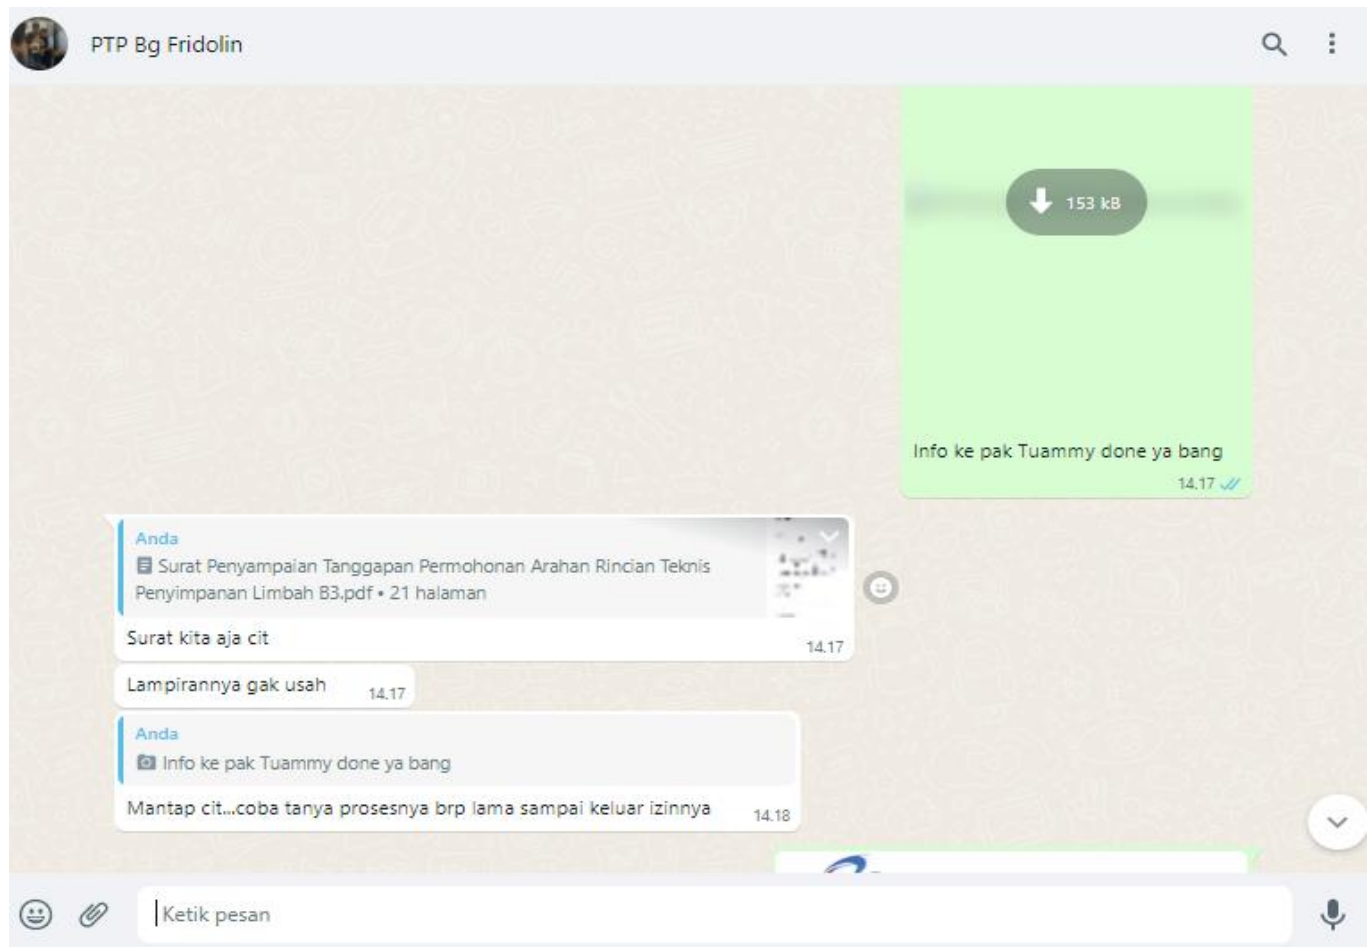 PTP Bg Fridolin
153 kB
Info ke pak Tuammy done ya bang
14.17
Anda
Surat Penyampaian Tanggapan Permohonan Arahan Rincian Teknis
Penyimpanan Limbah B3.pdf • 21 halaman
Surat kita aja cit
14.17
Lampirannya gak usah
14.17
Anda
Info ke pak Tuammy done ya bang
Mantap cit...coba tanya prosesnya brp lama sampai keluar izinnya
14.18
Ketik pesan